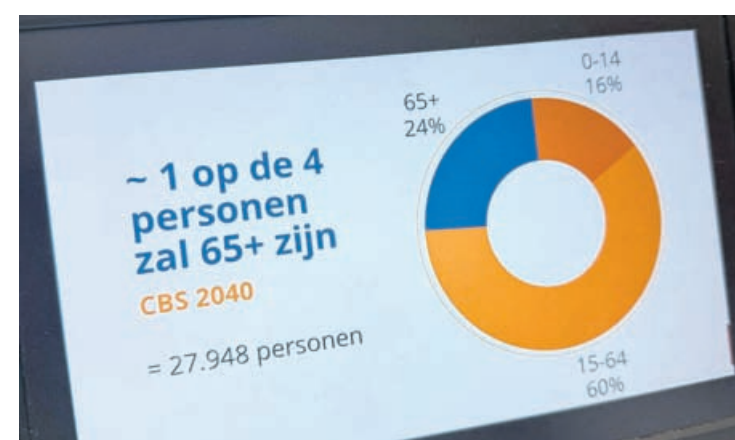 ~ 1 op de 4
personen
zal 65+ zijn
CBS 2040
= 27.948 personen
65+
24%
0-14
16%
15-64
60%